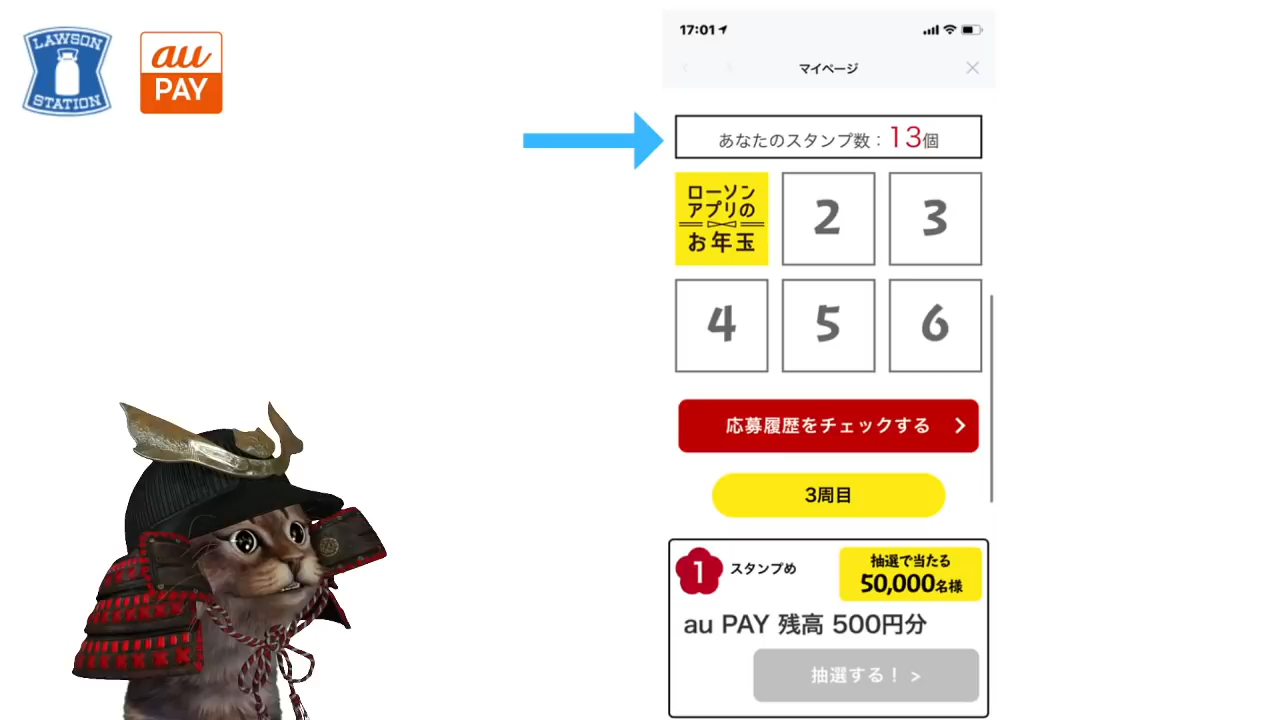 LAWSON
STATION
au
PAY
17:01
マイページ
あなたのスタンプ数：13個
ローソン
アプリの
お年玉
2
3
4
5
6
応募履歴をチェックする
3周目
1
スタンプめ
抽選で当たる
50,000名様
au PAY 残高 500円分
抽選する！ >